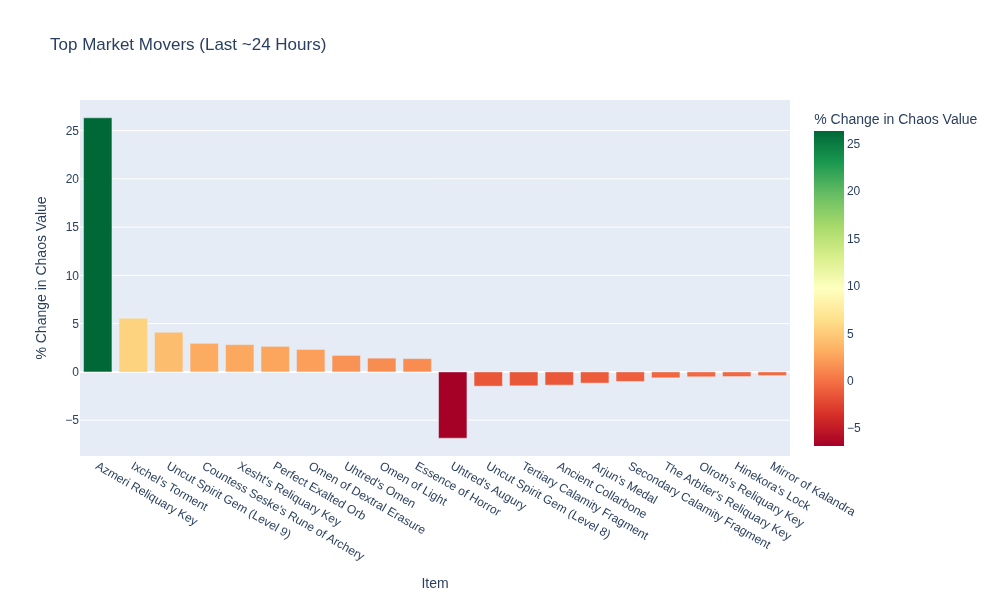 Top Market Movers (Last ~24 Hours)
% Change in Chaos Value
25
20
15
10
5
0
−5
Azmeri Reliquary Key
Ixchel's Torment
Uncut Spirit Gem (Level 9)
Countess Seske's Rune of Archery
Xesht's Reliquary Key
Perfect Exalted Orb
Omen of Dextral Erasure
Uhtred's Omen
Omen of Light
Essence of Horror
Uhtred's Augury
Uncut Spirit Gem (Level 8)
Tertiary Calamity Fragment
Ancient Collarbone
Arjun's Medal
Secondary Calamity Fragment
The Arbiter's Reliquary Key
Olroth's Reliquary Key
Hinekora's Lock
Mirror of Kalandra
Item
% Change in Chaos Value
25
20
15
10
5
0
−5